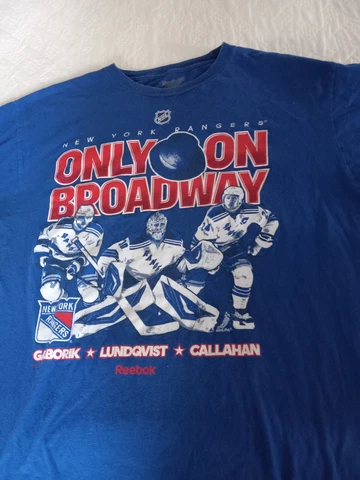 NHL
NEW YORK RANGERS
ONLY ON
BROADWAY
NEW YORK
RANGERS
GABORIK ★ LUNDQVIST ★ CALLAHAN
Reebok